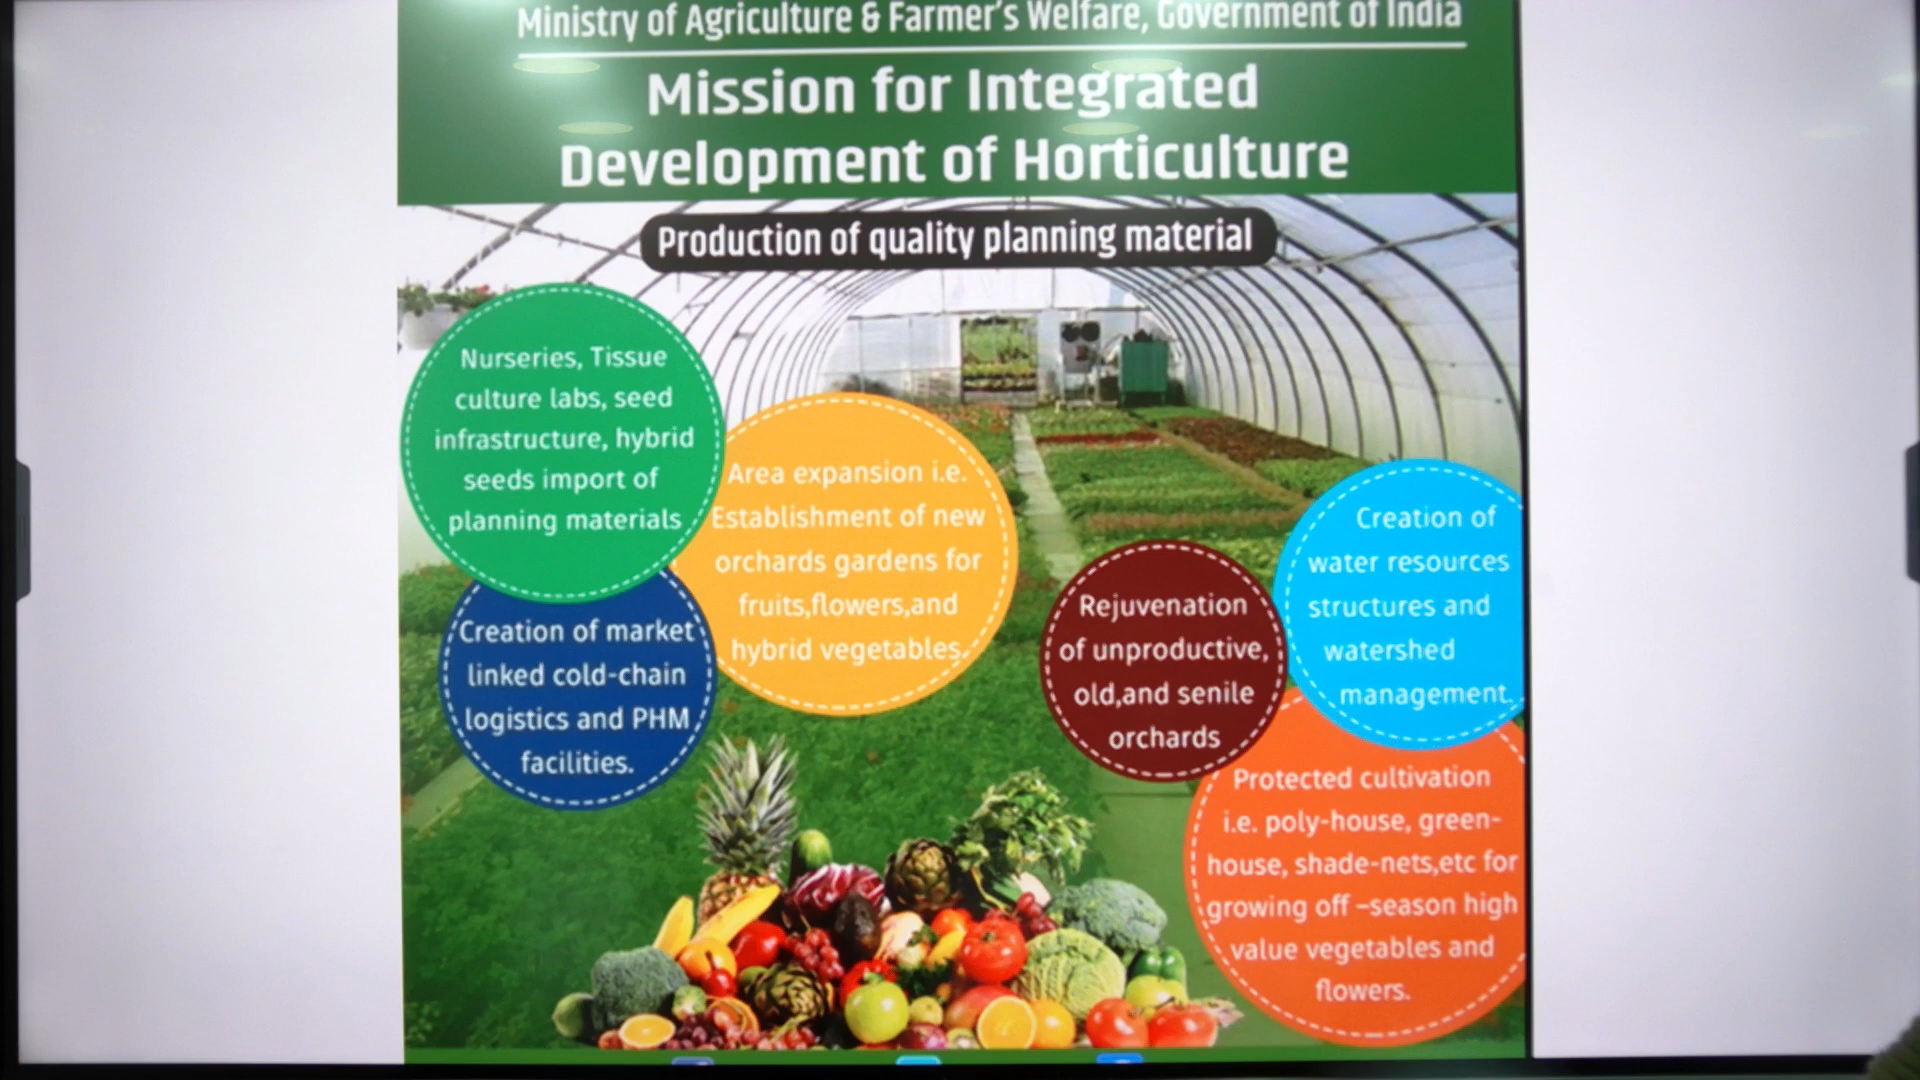 Ministry of Agriculture & Farmer's Welfare, Government of India
Mission for Integrated
Development of Horticulture
Production of quality planning material
Nurseries, Tissue
culture labs, seed
infrastructure, hybrid
seeds import of
planning materials
Area expansion i.e.
Establishment of new
orchards gardens for
fruits,flowers,and
hybrid vegetables.
Creation of market
linked cold-chain
logistics and PHM
facilities.
Rejuvenation
of unproductive,
old,and senile
orchards
Creation of
water resources
structures and
watershed
management.
Protected cultivation
i.e. poly-house, green-
house, shade-nets,etc for
growing off –season high
value vegetables and
flowers.